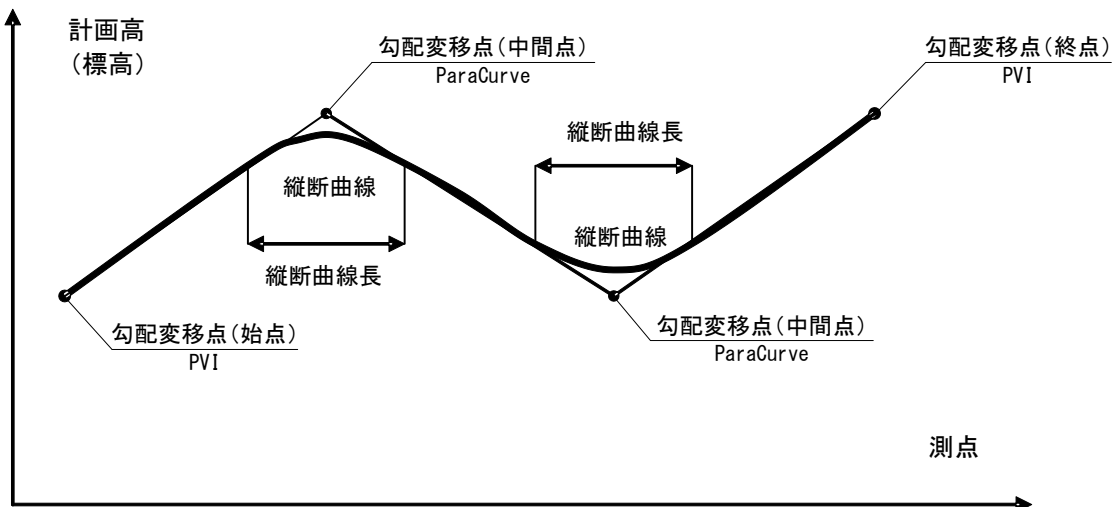 計画高
（標高）
勾配変移点（中間点）
ParaCurve
勾配変移点（終点）
PVI
縦断曲線長
縦断曲線
縦断曲線
縦断曲線長
勾配変移点（始点）
PVI
勾配変移点（中間点）
ParaCurve
測点